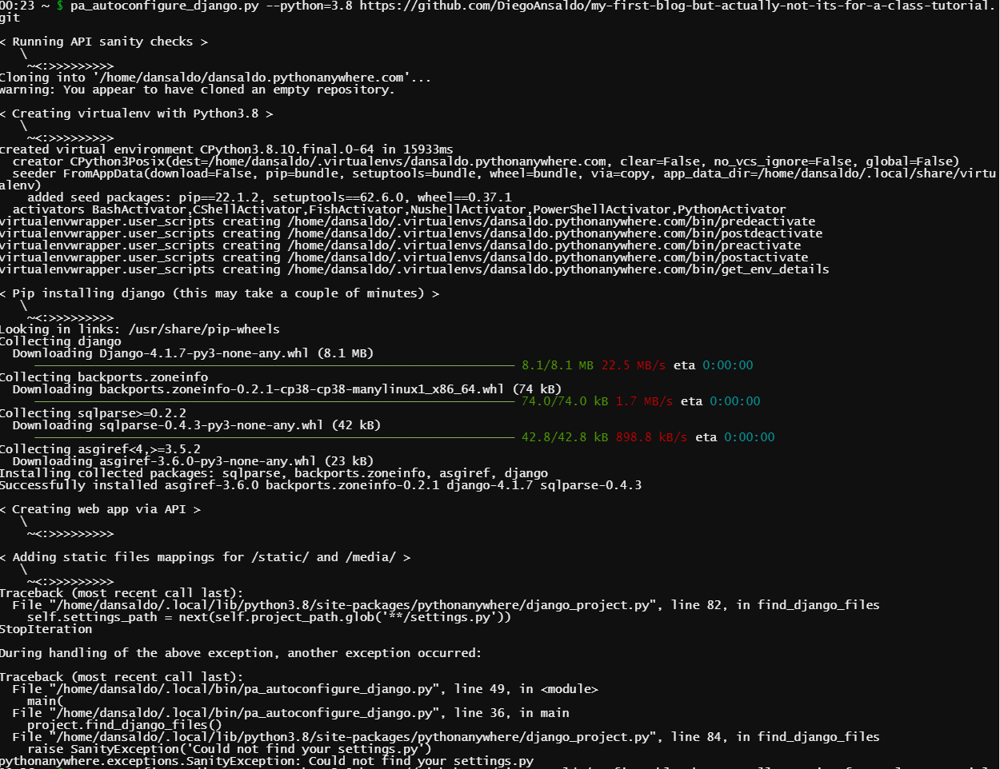 00:23 ~ $ pa_autoconfigure_django.py --python=3.8 https://github.com/DiegoAnsaldo/my-first-blog-but-actually-not-its-for-a-class-tutorial.
git
< Running API sanity checks >
   \
    ~<:>>>>>>>>>
Cloning into '/home/dansaldo/dansaldo.pythonanywhere.com'...
warning: You appear to have cloned an empty repository.
< Creating virtualenv with Python3.8 >
   \
    ~<:>>>>>>>>>
created virtual environment CPython3.8.10.final.0-64 in 15933ms
  creator CPython3Posix(dest=/home/dansaldo/.virtualenvs/dansaldo.pythonanywhere.com, clear=False, no_vcs_ignore=False, global=False)
  seeder FromAppData(download=False, pip=bundle, setuptools=bundle, wheel=bundle, via=copy, app_data_dir=/home/dansaldo/.local/share/virtu
alenv)
    added seed packages: pip==22.1.2, setuptools==62.6.0, wheel==0.37.1
  activators BashActivator,CShellActivator,FishActivator,NushellActivator,PowerShellActivator,PythonActivator
virtualenvwrapper.user_scripts creating /home/dansaldo/.virtualenvs/dansaldo.pythonanywhere.com/bin/predeactivate
virtualenvwrapper.user_scripts creating /home/dansaldo/.virtualenvs/dansaldo.pythonanywhere.com/bin/postdeactivate
virtualenvwrapper.user_scripts creating /home/dansaldo/.virtualenvs/dansaldo.pythonanywhere.com/bin/preactivate
virtualenvwrapper.user_scripts creating /home/dansaldo/.virtualenvs/dansaldo.pythonanywhere.com/bin/postactivate
virtualenvwrapper.user_scripts creating /home/dansaldo/.virtualenvs/dansaldo.pythonanywhere.com/bin/get_env_details
< Pip installing django (this may take a couple of minutes) >
   \
    ~<:>>>>>>>>>
Looking in links: /usr/share/pip-wheels
Collecting django
  Downloading Django-4.1.7-py3-none-any.whl (8.1 MB)
8.1/8.1 MB 22.5 MB/s eta 0:00:00
Collecting backports.zoneinfo
  Downloading backports.zoneinfo-0.2.1-cp38-cp38-manylinux1_x86_64.whl (74 kB)
74.0/74.0 kB 1.7 MB/s eta 0:00:00
Collecting sqlparse>=0.2.2
  Downloading sqlparse-0.4.3-py3-none-any.whl (42 kB)
42.8/42.8 kB 898.8 kB/s eta 0:00:00
Collecting asgiref<4,>=3.5.2
  Downloading asgiref-3.6.0-py3-none-any.whl (23 kB)
Installing collected packages: sqlparse, backports.zoneinfo, asgiref, django
Successfully installed asgiref-3.6.0 backports.zoneinfo-0.2.1 django-4.1.7 sqlparse-0.4.3
< Creating web app via API >
   \
    ~<:>>>>>>>>>
< Adding static files mappings for /static/ and /media/ >
   \
    ~<:>>>>>>>>>
Traceback (most recent call last):
  File "/home/dansaldo/.local/lib/python3.8/site-packages/pythonanywhere/django_project.py", line 82, in find_django_files
    self.settings_path = next(self.project_path.glob('**/settings.py'))
StopIteration
During handling of the above exception, another exception occurred:
Traceback (most recent call last):
  File "/home/dansaldo/.local/bin/pa_autoconfigure_django.py", line 49, in <module>
    main(
  File "/home/dansaldo/.local/bin/pa_autoconfigure_django.py", line 36, in main
    project.find_django_files()
  File "/home/dansaldo/.local/lib/python3.8/site-packages/pythonanywhere/django_project.py", line 84, in find_django_files
    raise SanityException('Could not find your settings.py')
pythonanywhere.exceptions.SanityException: Could not find your settings.py